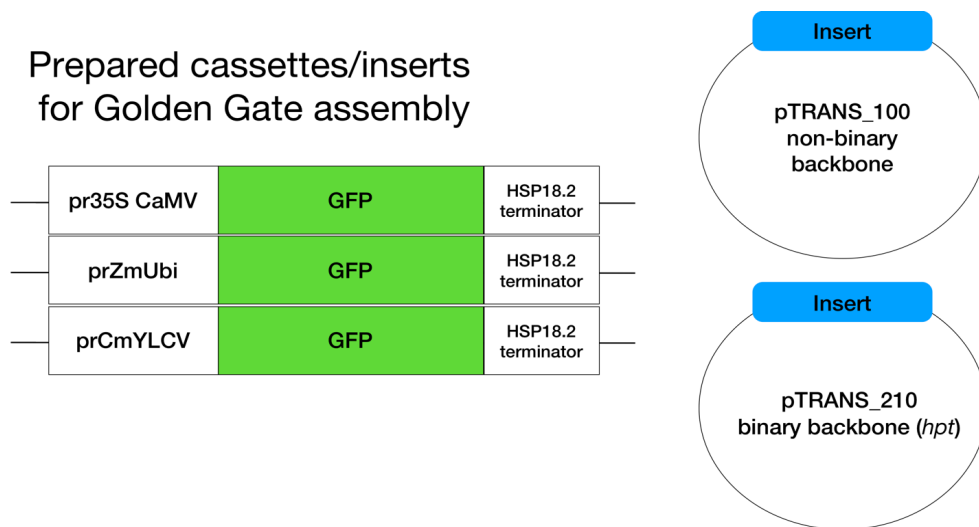 Prepared cassettes/inserts
for Golden Gate assembly
pr35S CaMV
GFP
HSP18.2
terminator
prZmUbi
GFP
HSP18.2
terminator
prCmYLCV
GFP
HSP18.2
terminator
Insert
pTRANS_100
non-binary
backbone
Insert
pTRANS_210
binary backbone (hpt)